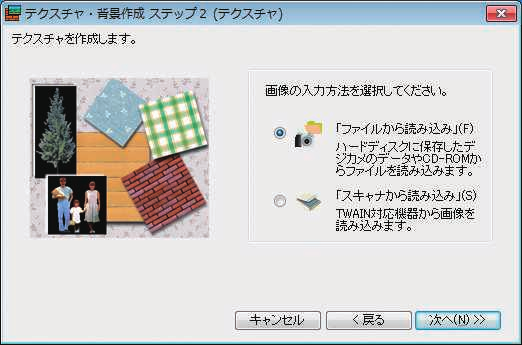 テクスチャ・背景作成 ステップ2 (テクスチャ)
テクスチャを作成します。
画像の入力方法を選択してください。
「ファイルから読み込み」(F)
ハードディスクに保存したデ
ジカメのデータやCD-ROMか
らファイルを読み込みます。
「スキャナから読み込み」(S)
TWAIN対応機器から画像を
読み込みます。
キャンセル
< 戻る
次へ(N) >>